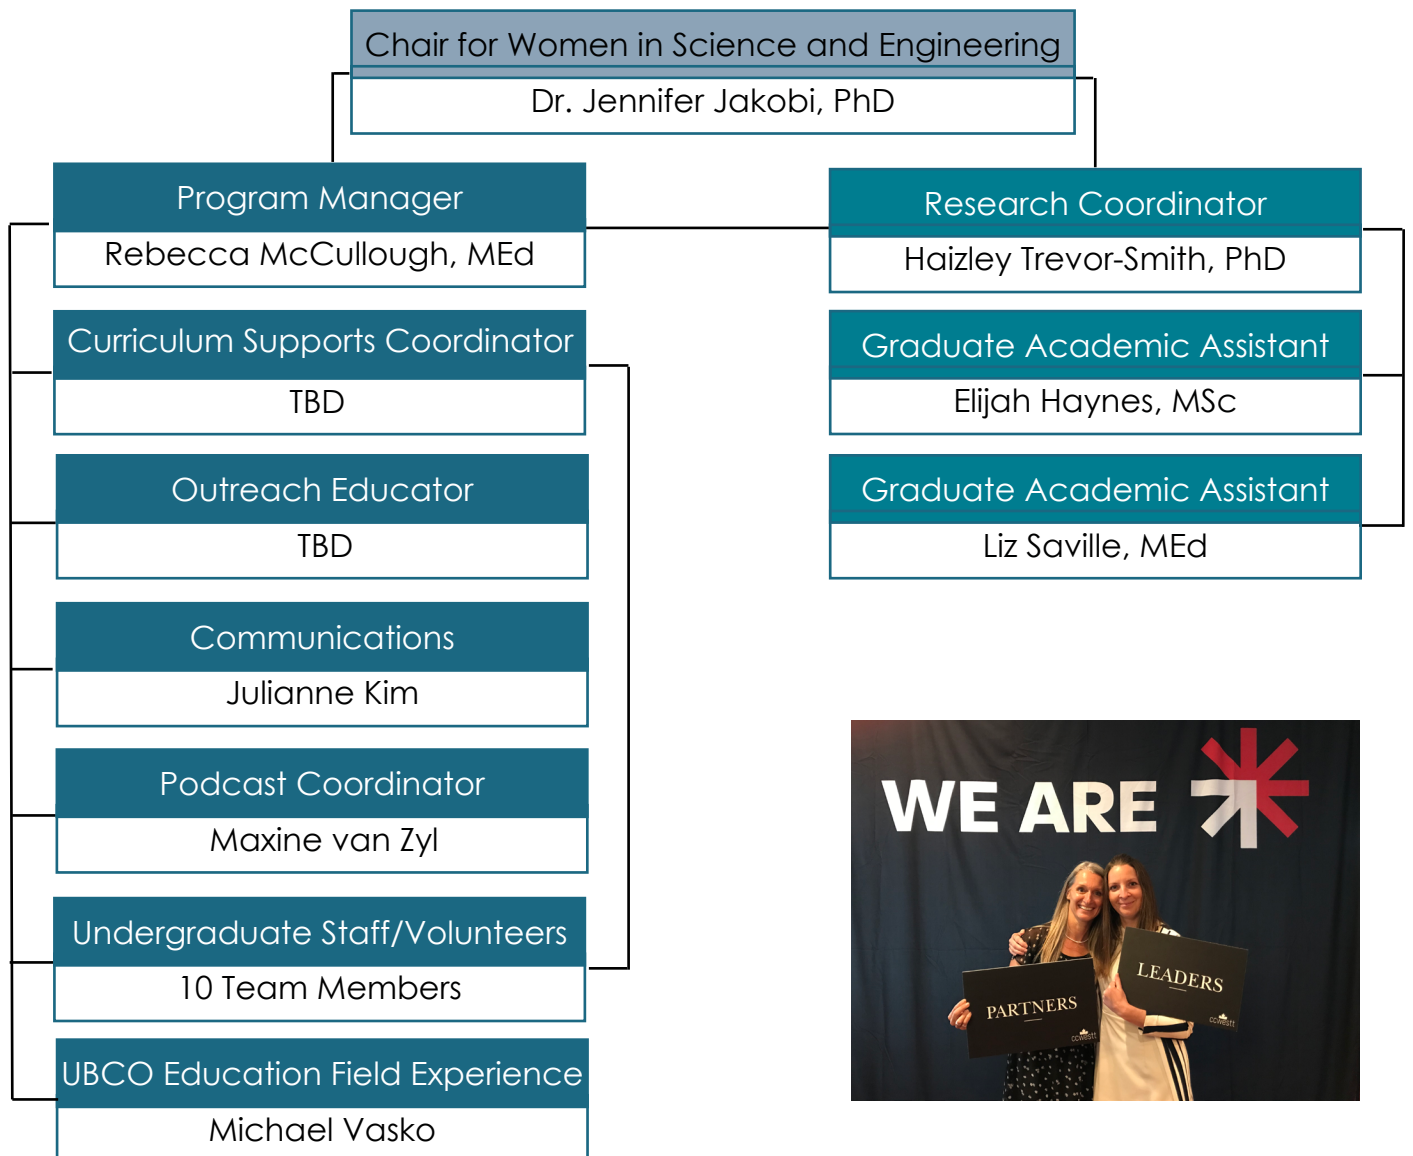 Chair for Women in Science and Engineering
Dr. Jennifer Jakobi, PhD
Program Manager
Rebecca McCullough, MEd
Curriculum Supports Coordinator
TBD
Outreach Educator
TBD
Communications
Julianne Kim
Podcast Coordinator
Maxine van Zyl
Undergraduate Staff/Volunteers
10 Team Members
UBCO Education Field Experience
Michael Vasko
Research Coordinator
Haizley Trevor-Smith, PhD
Graduate Academic Assistant
Elijah Haynes, MSc
Graduate Academic Assistant
Liz Saville, MEd
WE ARE
PARTNERS
ccwestt
LEADERS
ccwestt